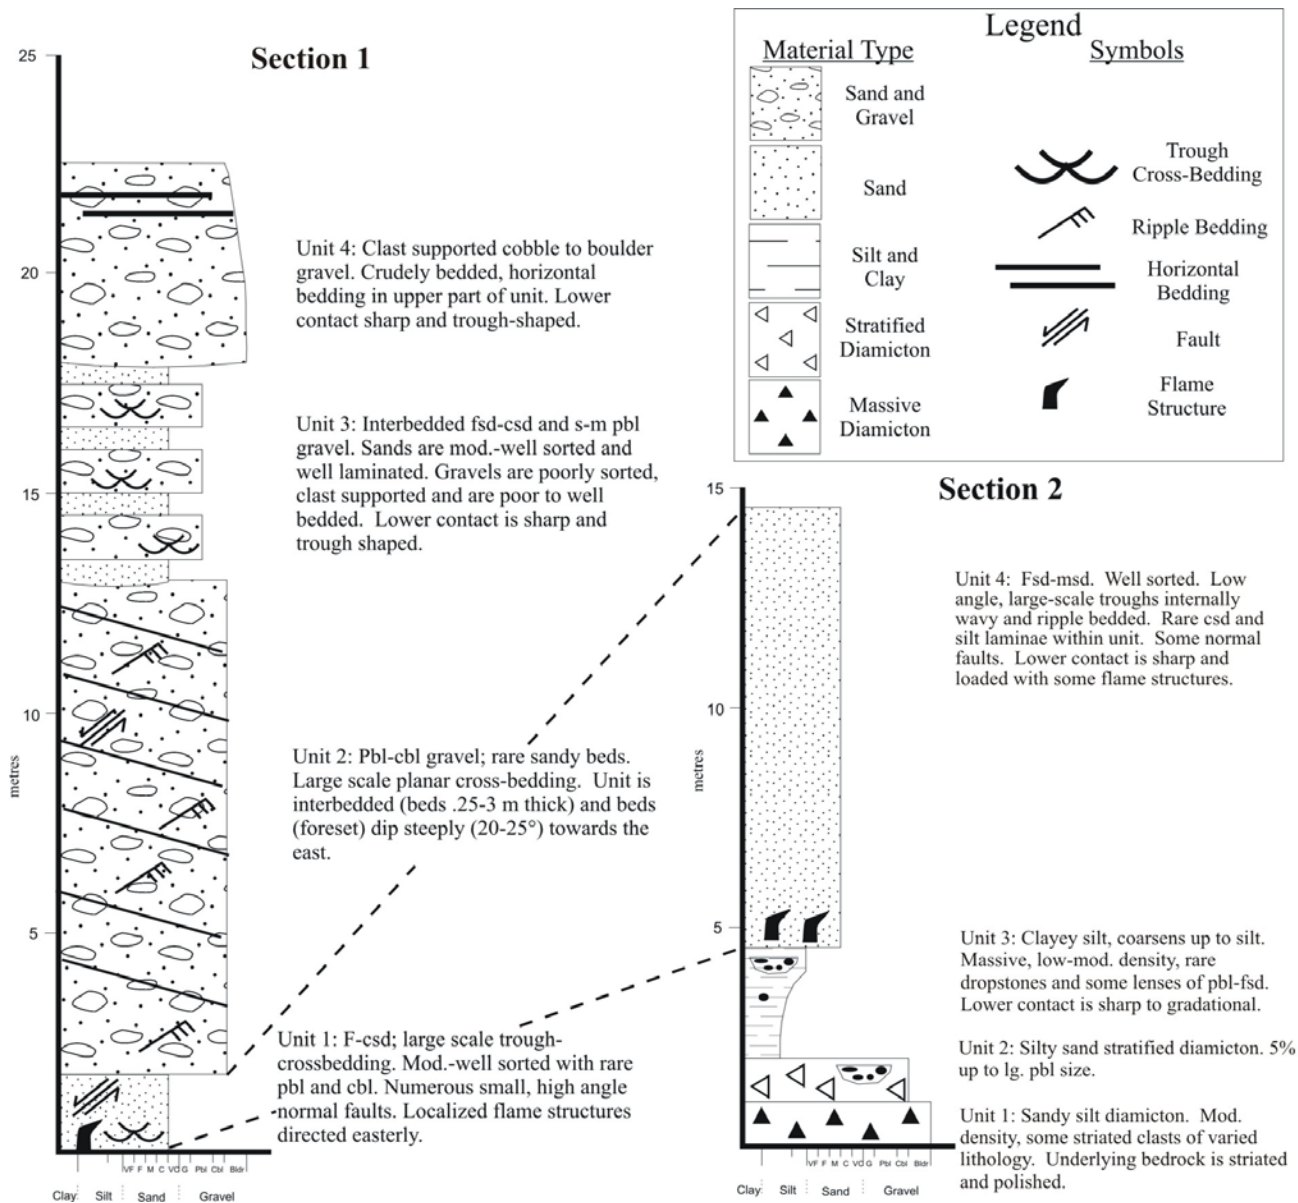 Section 1
25
20
15
10
5
metres
Unit 4: Clast supported cobble to boulder
gravel. Crudely bedded, horizontal
bedding in upper part of unit. Lower
contact sharp and trough-shaped.
Unit 3: Interbedded fsd-csd and s-m pbl
gravel. Sands are mod.-well sorted and
well laminated. Gravels are poorly sorted,
clast supported and are poor to well
bedded. Lower contact is sharp and
trough shaped.
Unit 2: Pbl-cbl gravel; rare sandy beds.
Large scale planar cross-bedding. Unit is
interbedded (beds .25-3 m thick) and beds
(foreset) dip steeply (20-25°) towards the
east.
Unit 1: F-csd; large scale trough-
crossbedding. Mod.-well sorted with rare
pbl and cbl. Numerous small, high angle
normal faults. Localized flame structures
directed easterly.
VF F M C VC G Pbl Cbl Bldr
Clay Silt Sand Gravel
Legend
Material Type
Sand and
Gravel
Sand
Silt and
Clay
Stratified
Diamicton
Massive
Diamicton
Symbols
Trough
Cross-Bedding
Ripple Bedding
Horizontal
Bedding
Fault
Flame
Structure
Section 2
15
10
5
metres
Unit 4: Fsd-msd. Well sorted. Low
angle, large-scale troughs internally
wavy and ripple bedded. Rare csd and
silt laminae within unit. Some normal
faults. Lower contact is sharp and
loaded with some flame structures.
Unit 3: Clayey silt, coarsens up to silt.
Massive, low-mod. density, rare
dropstones and some lenses of pbl-fsd.
Lower contact is sharp to gradational.
Unit 2: Silty sand stratified diamicton. 5%
up to lg. pbl size.
Unit 1: Sandy silt diamicton. Mod.
density, some striated clasts of varied
lithology. Underlying bedrock is striated
and polished.
VF F M C VC G Pbl Cbl Bldr
Clay Silt Sand Gravel